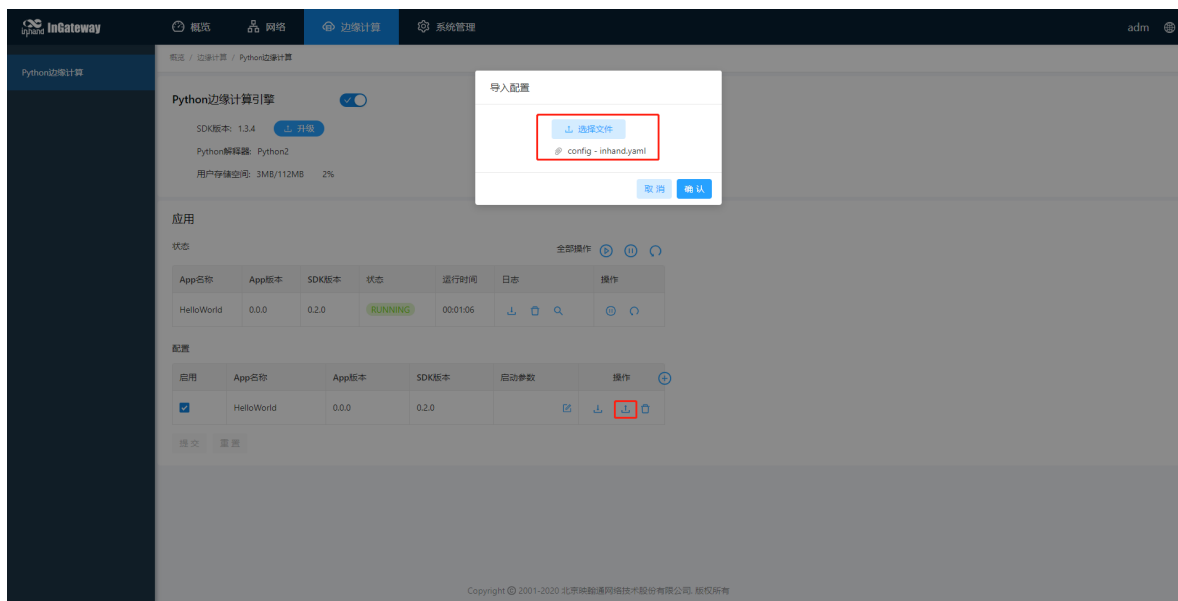 inhand InGateway
概览
网络
边缘计算
系统管理
adm
Python边缘计算
概览 / 边缘计算 / Python边缘计算
导入配置
选择文件
config - inhand.yaml
取 消
确 认
Python边缘计算引擎
SDK版本: 1.3.4
升级
Python解释器: Python2
用户存储空间: 3MB/112MB 2%
应用
状态
全部操作
App名称 App版本 SDK版本 状态 运行时间 日志 操作
HelloWorld 0.0.0 0.2.0 RUNNING 00:01:06
配置
启用 App名称 App版本 SDK版本 启动参数 操作
HelloWorld 0.0.0 0.2.0
提 交 重 置
Copyright © 2001-2020 北京映翰通网络技术股份有限公司. 版权所有